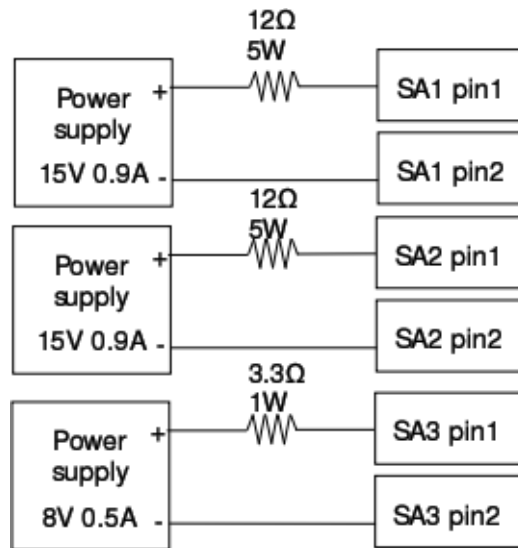 12Ω
5W
Power
supply
15V 0.9A
+
-
SA1 pin1
SA1 pin2
12Ω
5W
Power
supply
15V 0.9A
+
-
SA2 pin1
SA2 pin2
3.3Ω
1W
Power
supply
8V 0.5A
+
-
SA3 pin1
SA3 pin2